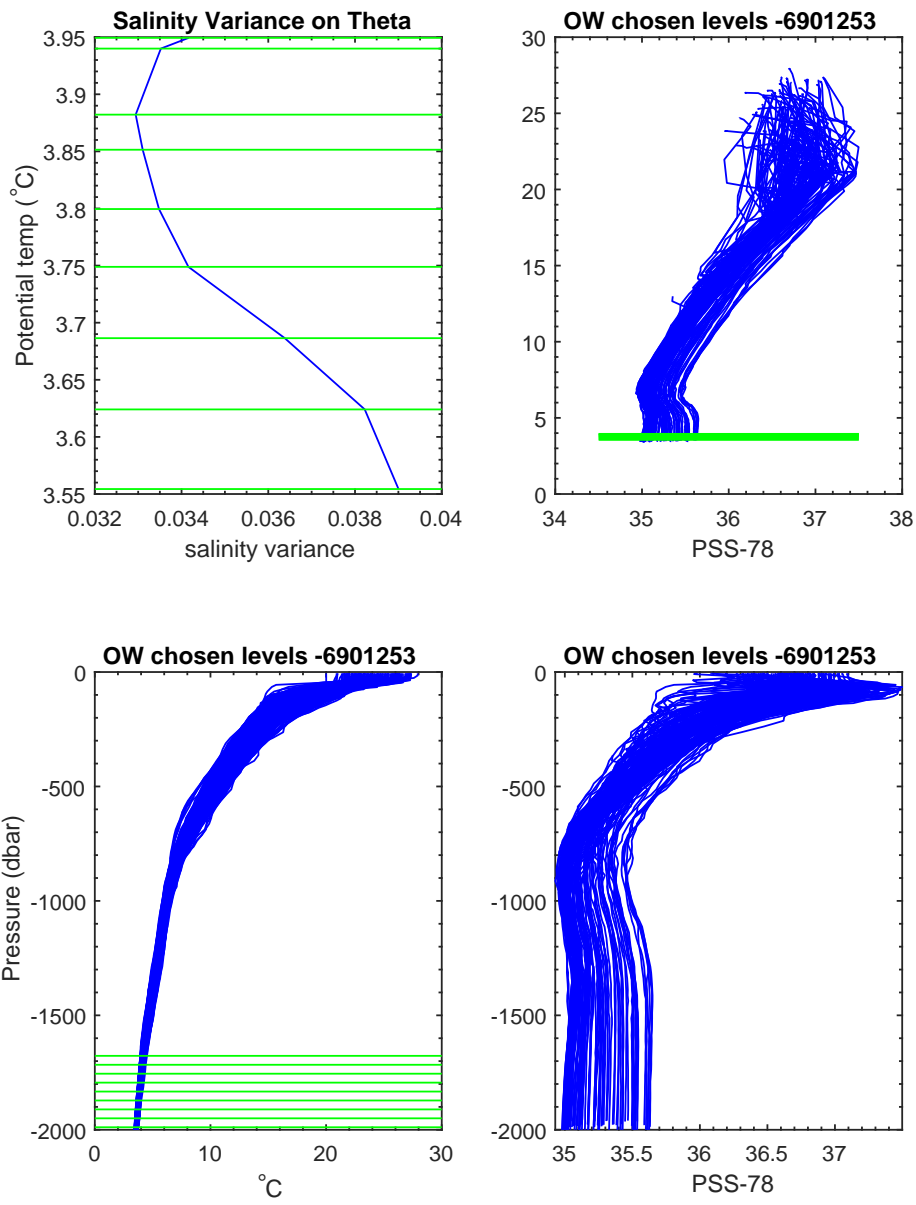 Salinity Variance on Theta
3.95
3.9
3.85
3.8
3.75
3.7
3.65
3.6
3.55
Potential temp (°C)
0.032 0.034 0.036 0.038 0.04
salinity variance
OW chosen levels -6901253
30
25
20
15
10
5
0
34 35 36 37 38
PSS-78
OW chosen levels -6901253
0
-500
-1000
-1500
-2000
Pressure (dbar)
0 10 20 30
°C
OW chosen levels -6901253
0
-500
-1000
-1500
-2000
35 35.5 36 36.5 37
PSS-78